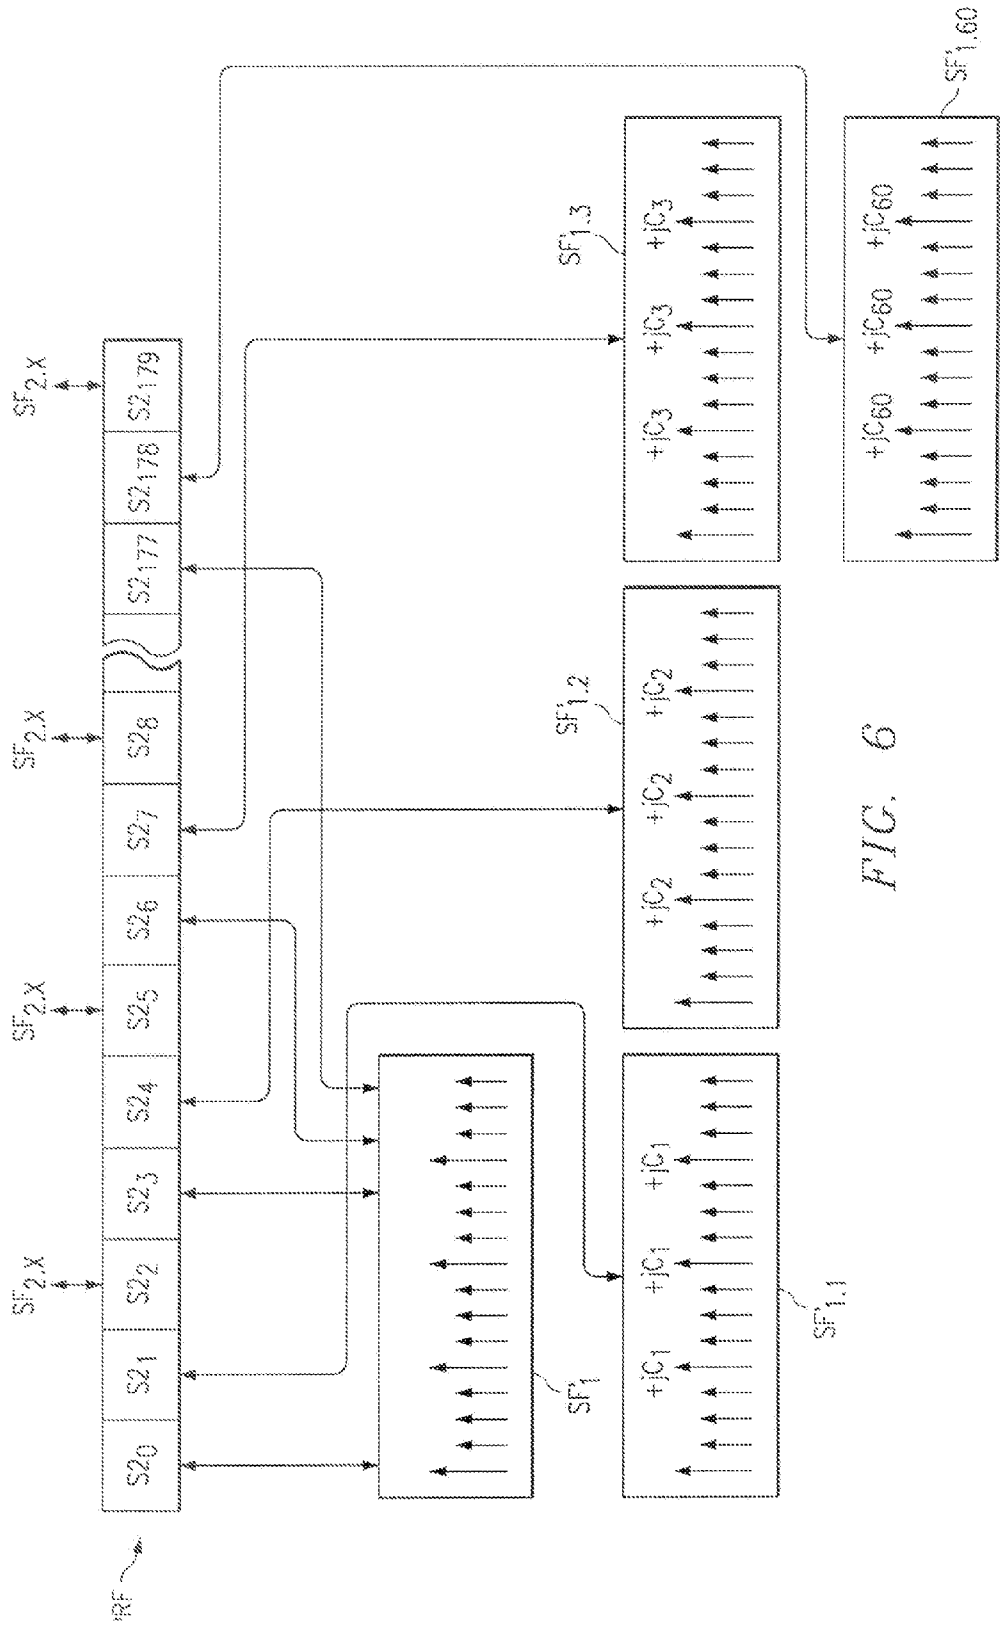 'RF
S2₀ S2₁ S2₂ S2₃ S2₄ S2₅ S2₆ S2₇ S2₈ S2₁₇₇ S2₁₇₈ S2₁₇₉
SF₂.ₓ SF₂.ₓ SF₂.ₓ SF₂.ₓ
SF'₁
+jC₁ +jC₁ +jC₁
SF'₁.₁
SF'₁.₂
+jC₂ +jC₂ +jC₂
SF'₁.₃
+jC₃ +jC₃ +jC₃
+jC₆₀ +jC₆₀ +jC₆₀
SF'₁.₆₀
FIG. 6